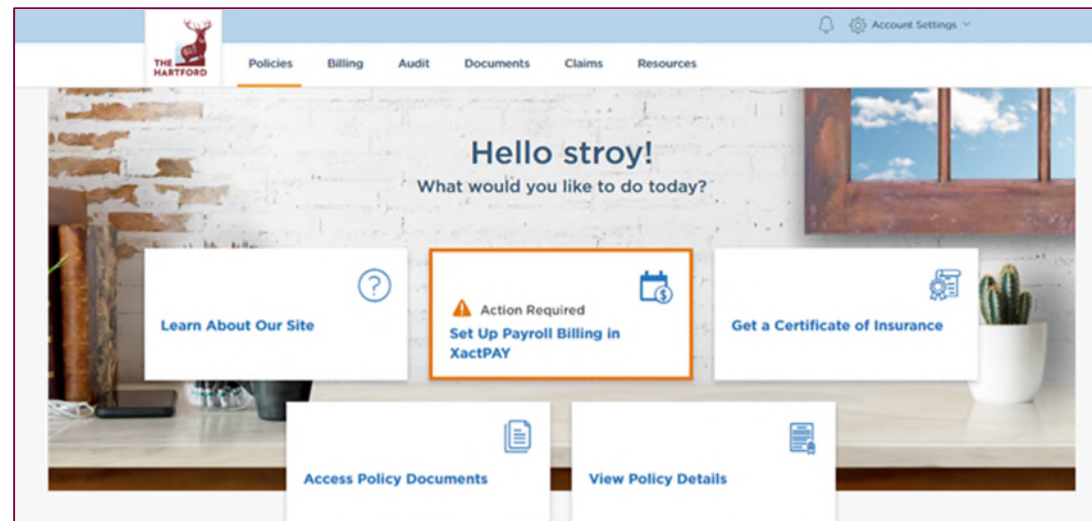 Account Settings
THE
HARTFORD
Policies Billing Audit Documents Claims Resources
Hello stroy!
What would you like to do today?
Learn About Our Site
Action Required
Set Up Payroll Billing in
XactPAY
Get a Certificate of Insurance
Access Policy Documents
View Policy Details